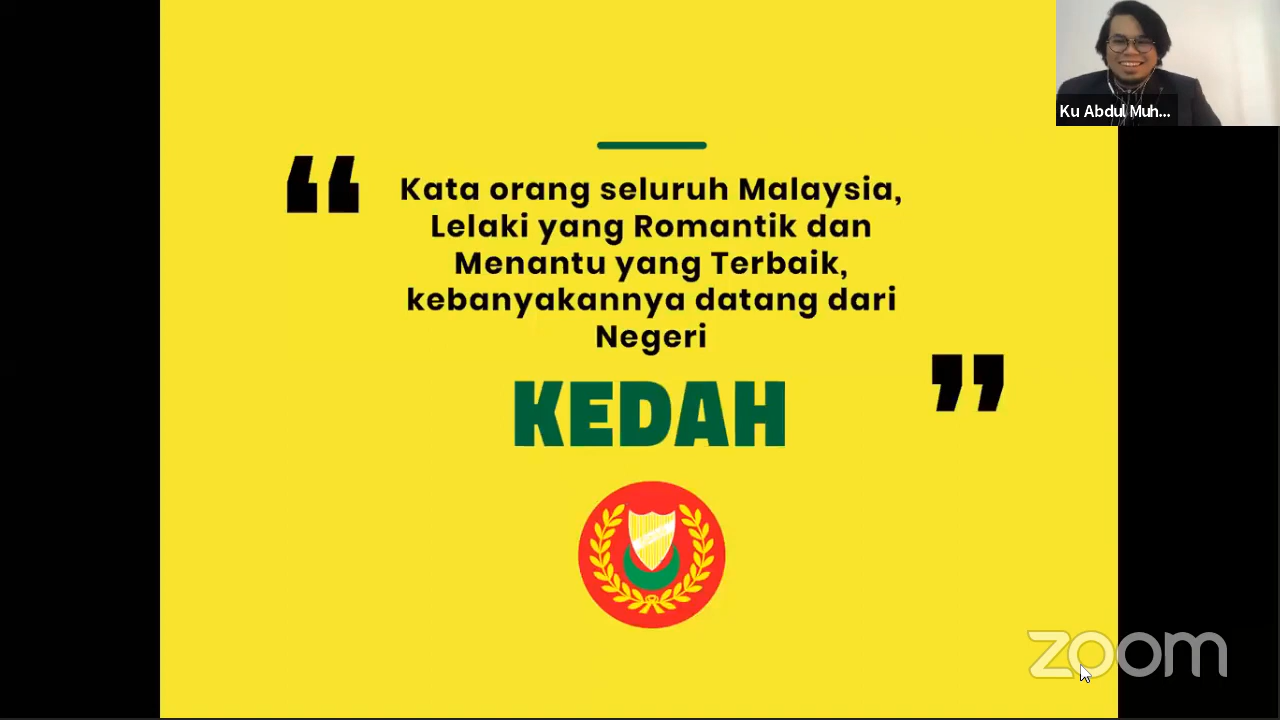 Ku Abdul Muh...
“
Kata orang seluruh Malaysia,
Lelaki yang Romantik dan
Menantu yang Terbaik,
kebanyakannya datang dari
Negeri
”
KEDAH
zoom